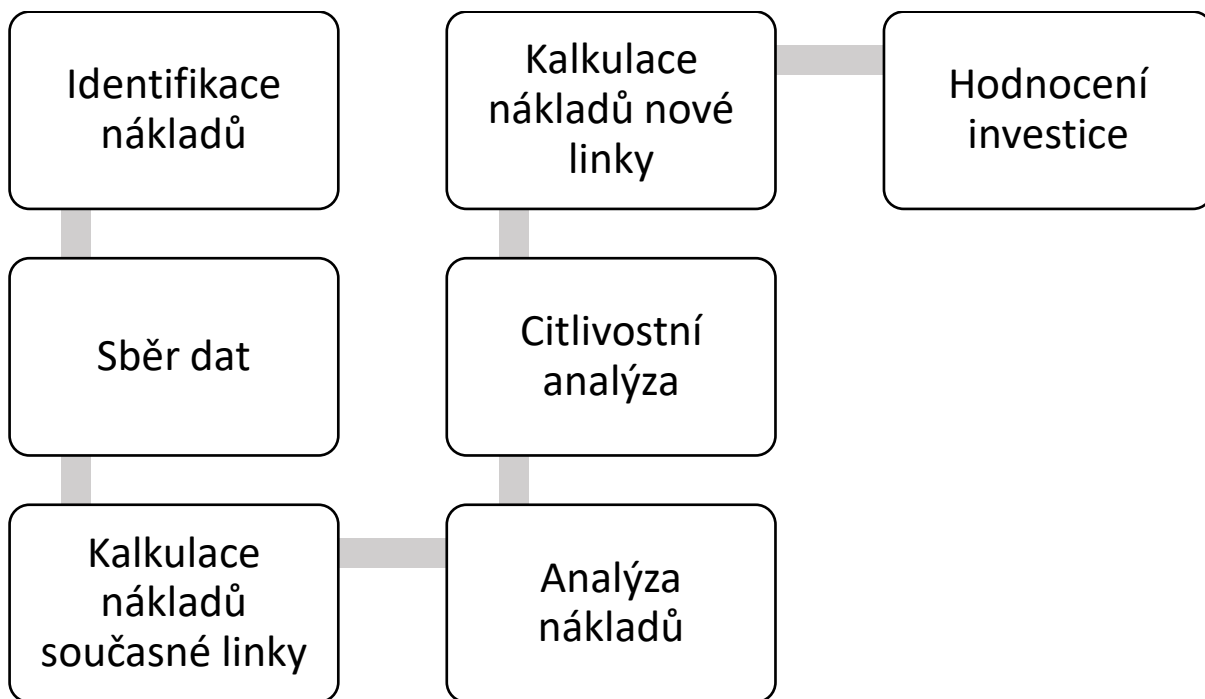 Identifikace
nákladů
Sběr dat
Kalkulace
nákladů
současné linky
Analýza
nákladů
Citlivostní
analýza
Kalkulace
nákladů nové
linky
Hodnocení
investice